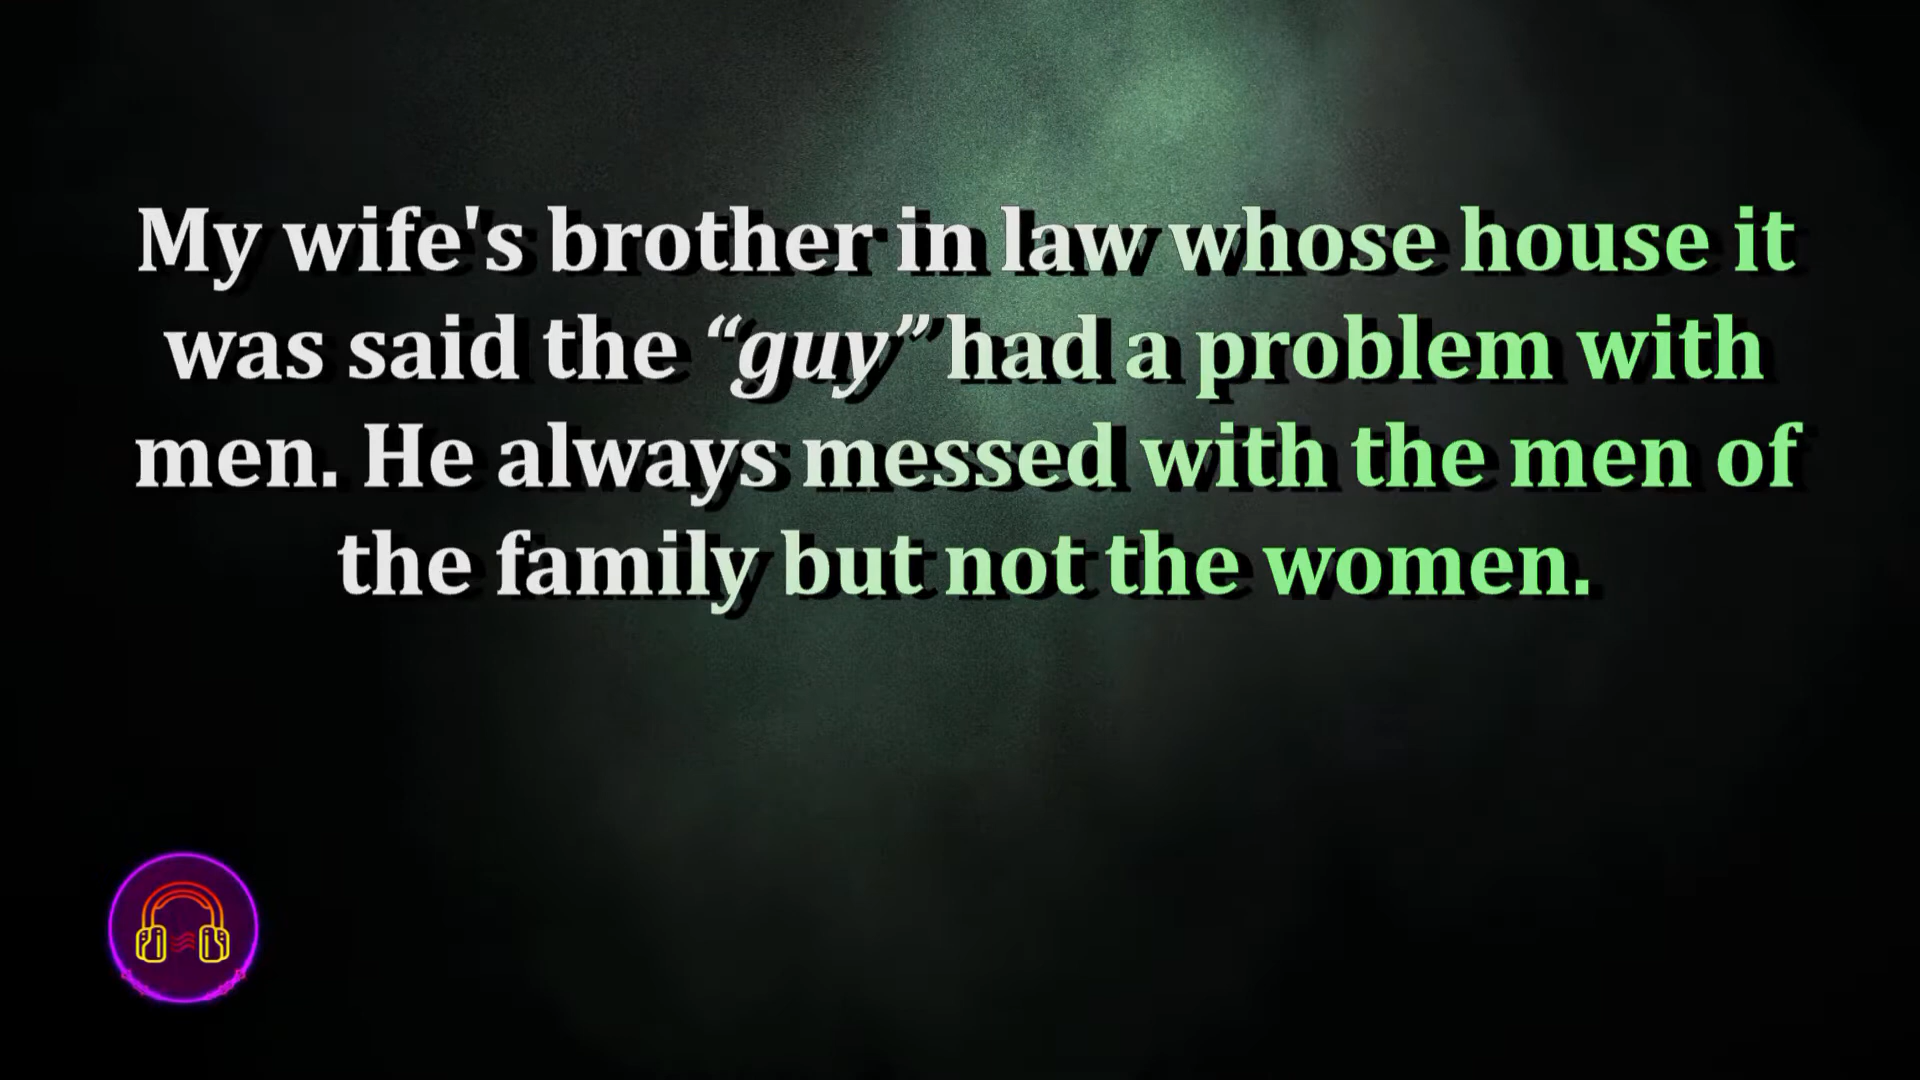 My wife's brother in law whose house it
was said the “guy” had a problem with
men. He always messed with the men of
the family but not the women.